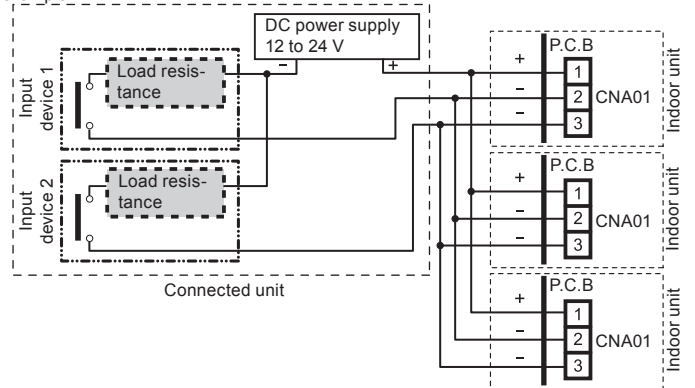 DC power supply
12 to 24 V
–
+
Input
device 1
Load resis-
tance
Input
device 2
Load resis-
tance
Connected unit
P.C.B
+
–
–
1
2
3
CNA01
Indoor unit
P.C.B
+
–
–
1
2
3
CNA01
Indoor unit
P.C.B
+
–
–
1
2
3
CNA01
Indoor unit